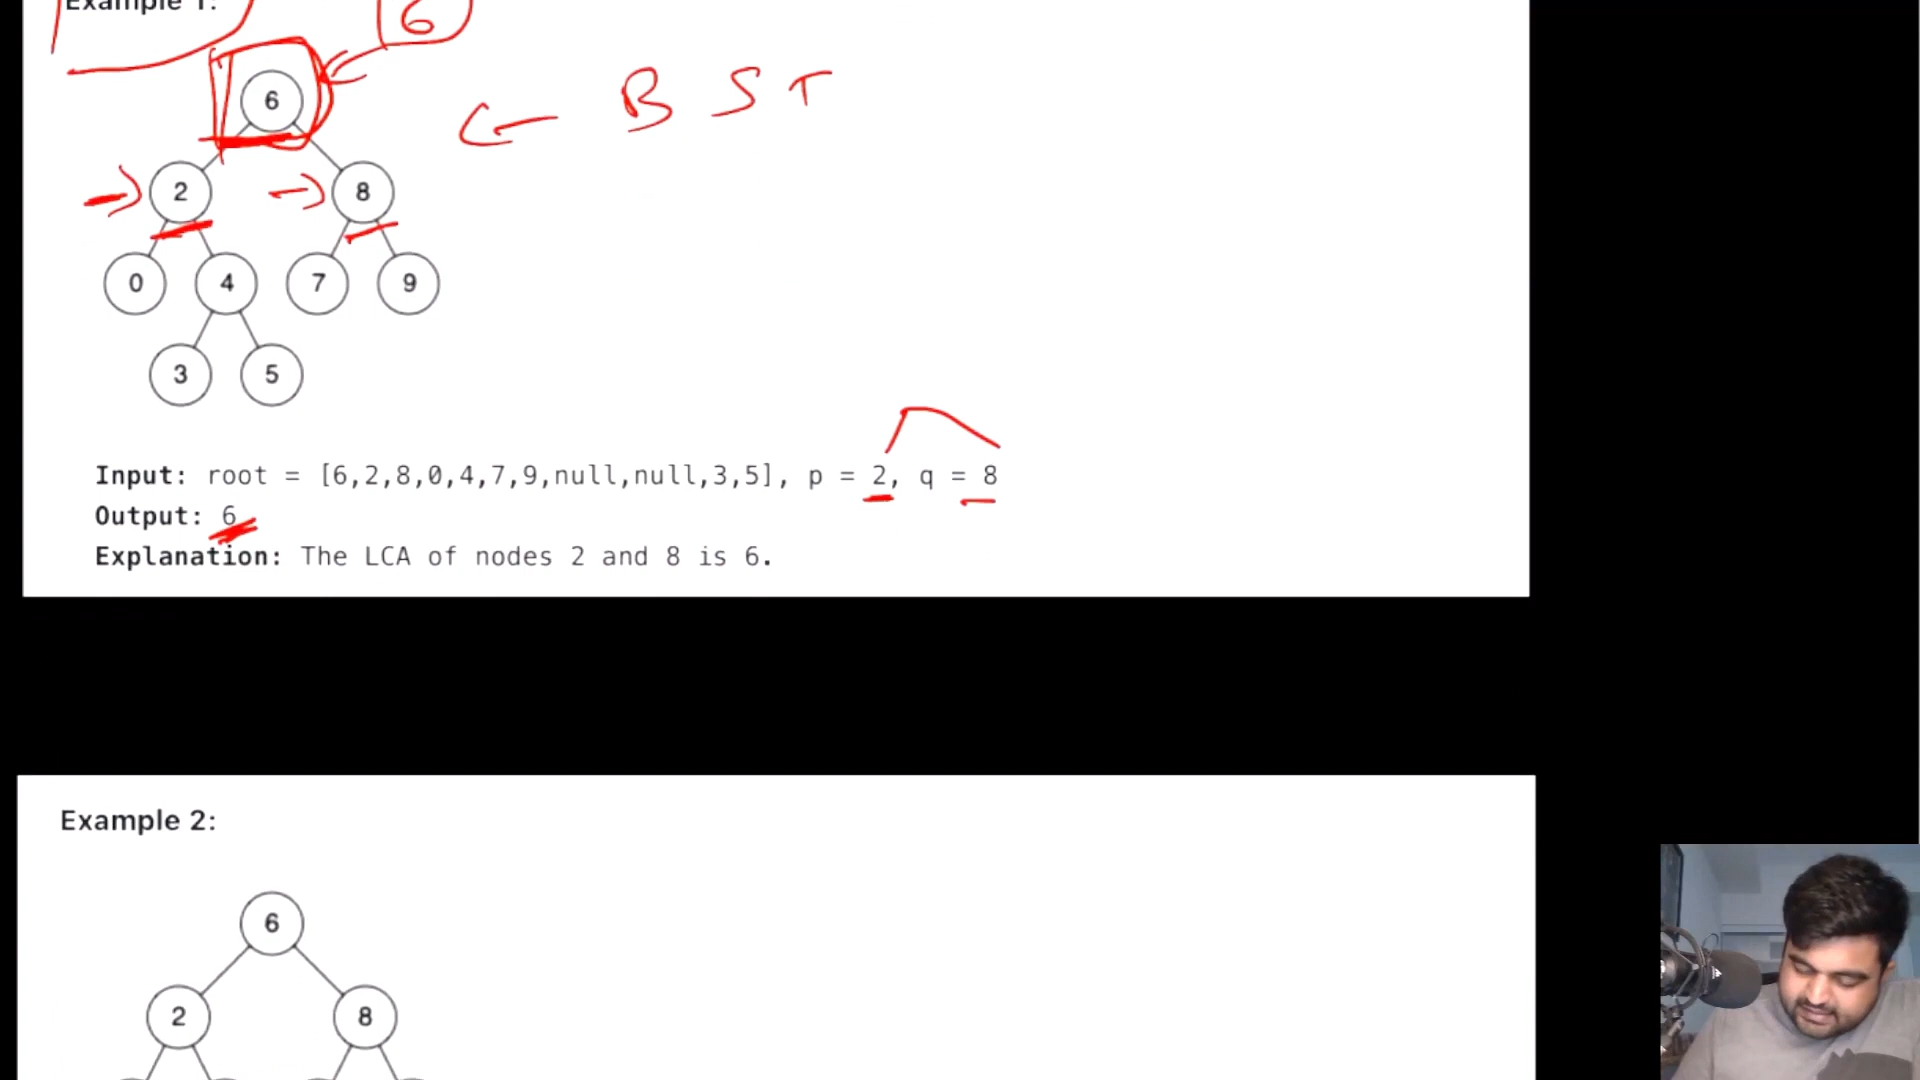 Example 1:
6
6
B S T
2 8
0 4 7 9
3 5
Input: root = [6,2,8,0,4,7,9,null,null,3,5], p = 2, q = 8
Output: 6
Explanation: The LCA of nodes 2 and 8 is 6.
Example 2:
6
2 8